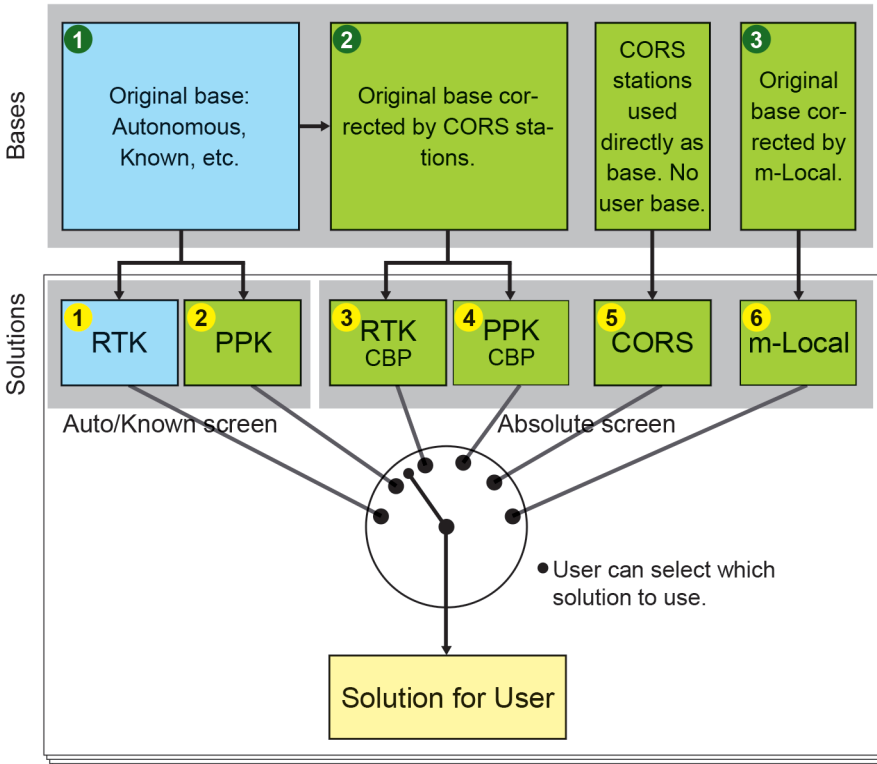 Bases
1
Original base:
Autonomous,
Known, etc.
2
Original base cor-
rected by CORS sta-
tions.
CORS
stations
used
directly as
base. No
user base.
3
Original
base cor-
rected by
m-Local.
Solutions
1
RTK
2
PPK
3
RTK
CBP
4
PPK
CBP
5
CORS
6
m-Local
Auto/Known screen
Absolute screen
User can select which
solution to use.
Solution for User